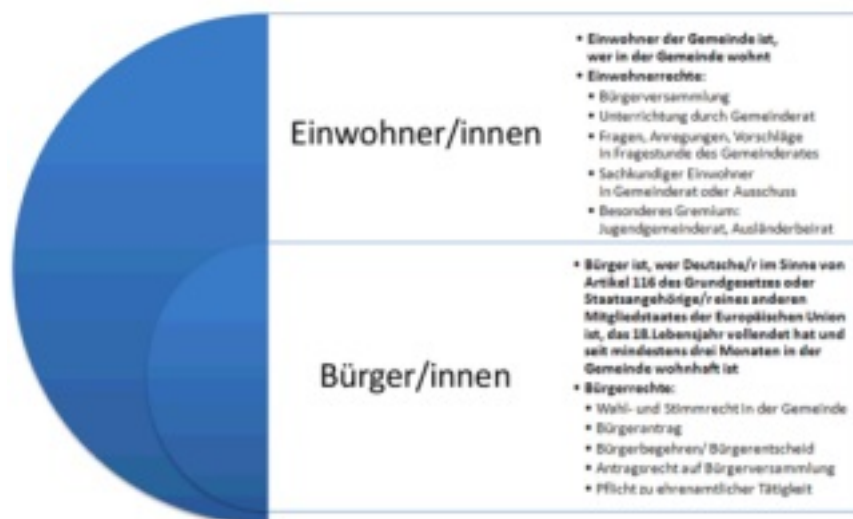 Einwohner/innen
• Einwohner der Gemeinde ist,
wer in der Gemeinde wohnt
• Einwohnerrechte:
• Bürgerversammlung
• Unterrichtung durch Gemeinderat
• Fragen, Anregungen, Vorschläge
in Fragestunde des Gemeinderates
• Sachkundiger Einwohner
in Gemeinderat oder Ausschuss
• Besonderes Gremium:
Jugendgemeinderat, Ausländerbeirat
Bürger/innen
• Bürger ist, wer Deutsche/r im Sinne von
Artikel 116 des Grundgesetzes oder
Staatsangehörige/r eines anderen
Mitgliedstaates der Europäischen Union
ist, das 18.Lebensjahr vollendet hat und
seit mindestens drei Monaten in der
Gemeinde wohnhaft ist
• Bürgerrechte:
• Wahl- und Stimmrecht in der Gemeinde
• Bürgerantrag
• Bürgerbegehren/ Bürgerentscheid
• Antragsrecht auf Bürgerversammlung
• Pflicht zu ehrenamtlicher Tätigkeit